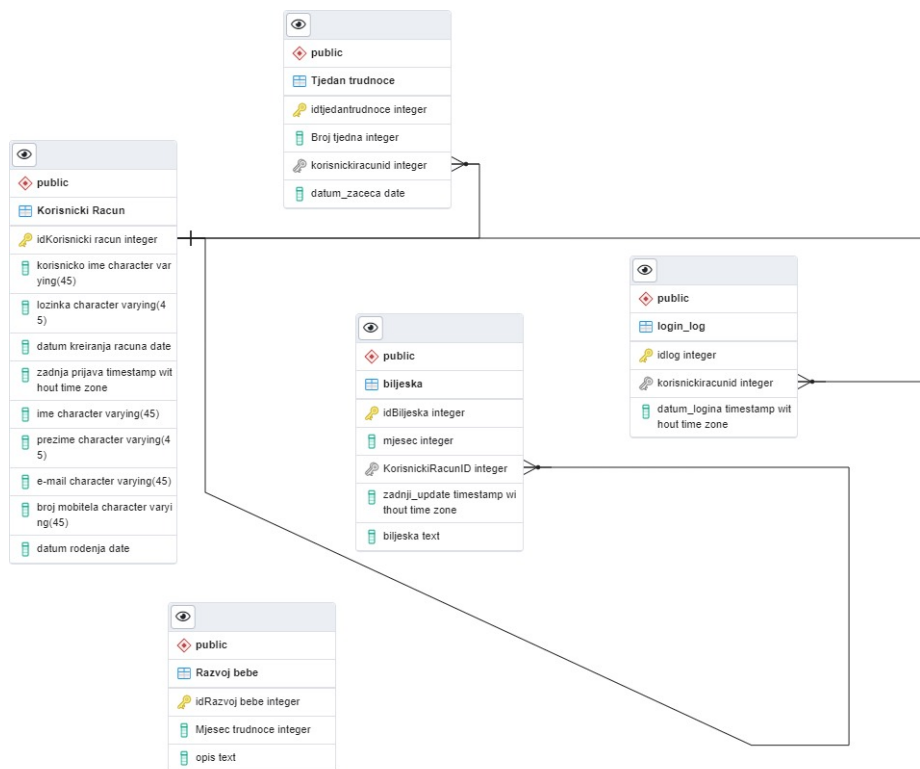 public
Tjedan trudnoce
idtjedantrudnoce integer
Broj tjedna integer
korisnickiracunid integer
datum_zaceca date
public
Korisnicki Racun
idKorisnicki racun integer
korisnicko ime character var
ying(45)
lozinka character varying(4
5)
datum kreiranja racuna date
zadnja prijava timestamp wit
hout time zone
ime character varying(45)
prezime character varying(4
5)
e-mail character varying(45)
broj mobitela character varyi
ng(45)
datum rodenja date
public
login_log
idlog integer
korisnickiracunid integer
datum_logina timestamp wit
hout time zone
public
biljeska
idBiljeska integer
mjesec integer
KorisnickiRacunID integer
zadnji_update timestamp wi
thout time zone
biljeska text
public
Razvoj bebe
idRazvoj bebe integer
Mjesec trudnoce integer
opis text